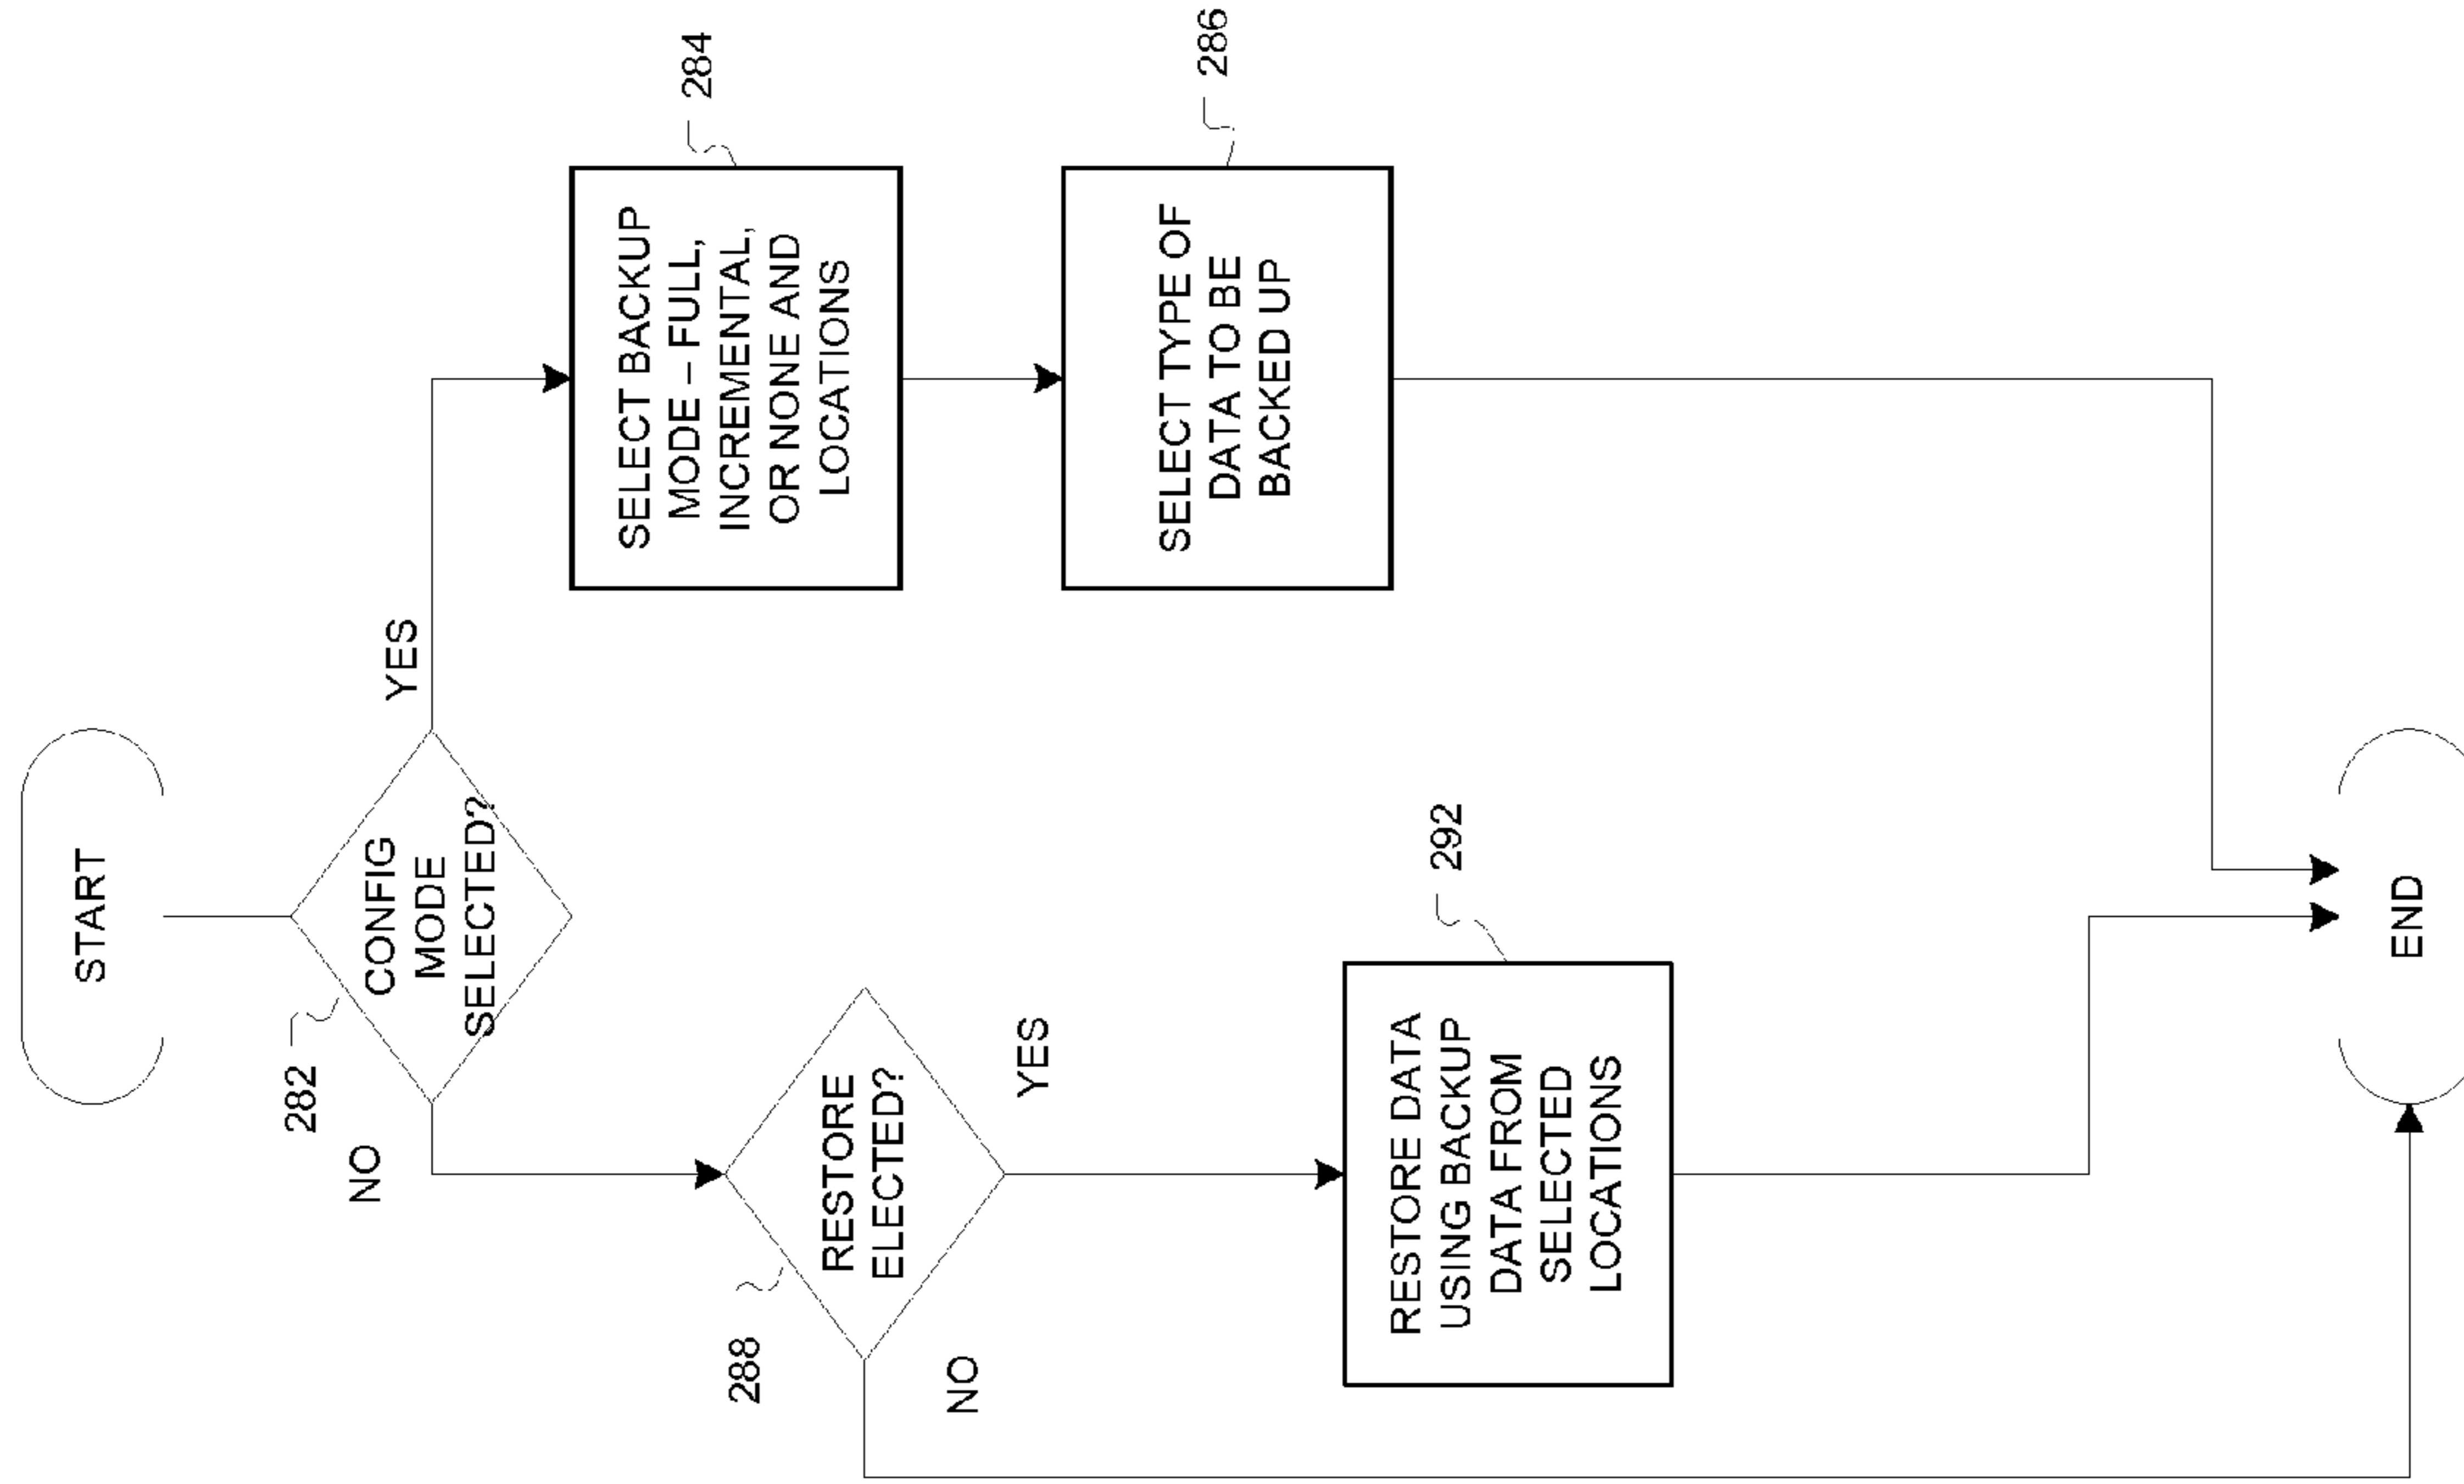 START
282
CONFIG
MODE
SELECTED?
YES
NO
SELECT BACKUP
MODE – FULL,
INCREMENTAL,
OR NONE AND
LOCATIONS
284
288
RESTORE
ELECTED?
YES
NO
SELECT TYPE OF
DATA TO BE
BACKED UP
286
RESTORE DATA
USING BACKUP
DATA FROM
SELECTED
LOCATIONS
292
END